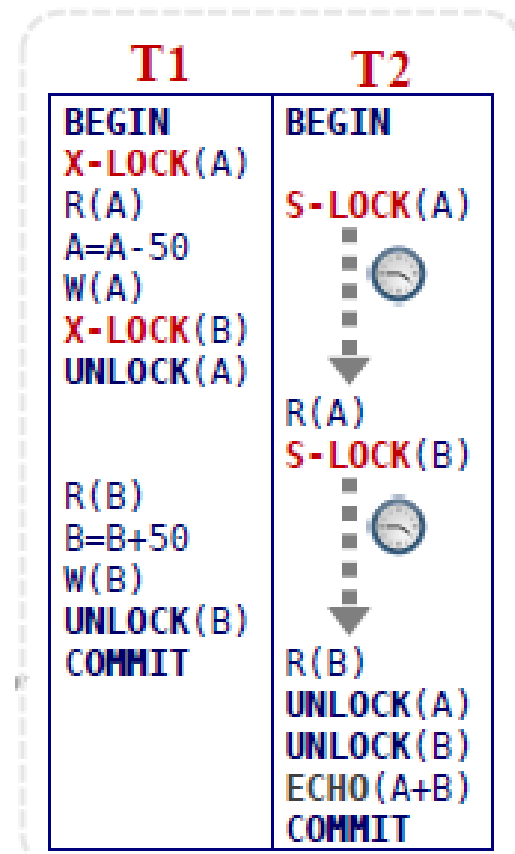 T1
BEGIN
X-LOCK(A)
R(A)
A=A-50
W(A)
X-LOCK(B)
UNLOCK(A)
R(B)
B=B+50
W(B)
UNLOCK(B)
COMMIT
T2
BEGIN
S-LOCK(A)
R(A)
S-LOCK(B)
R(B)
UNLOCK(A)
UNLOCK(B)
ECHO(A+B)
COMMIT